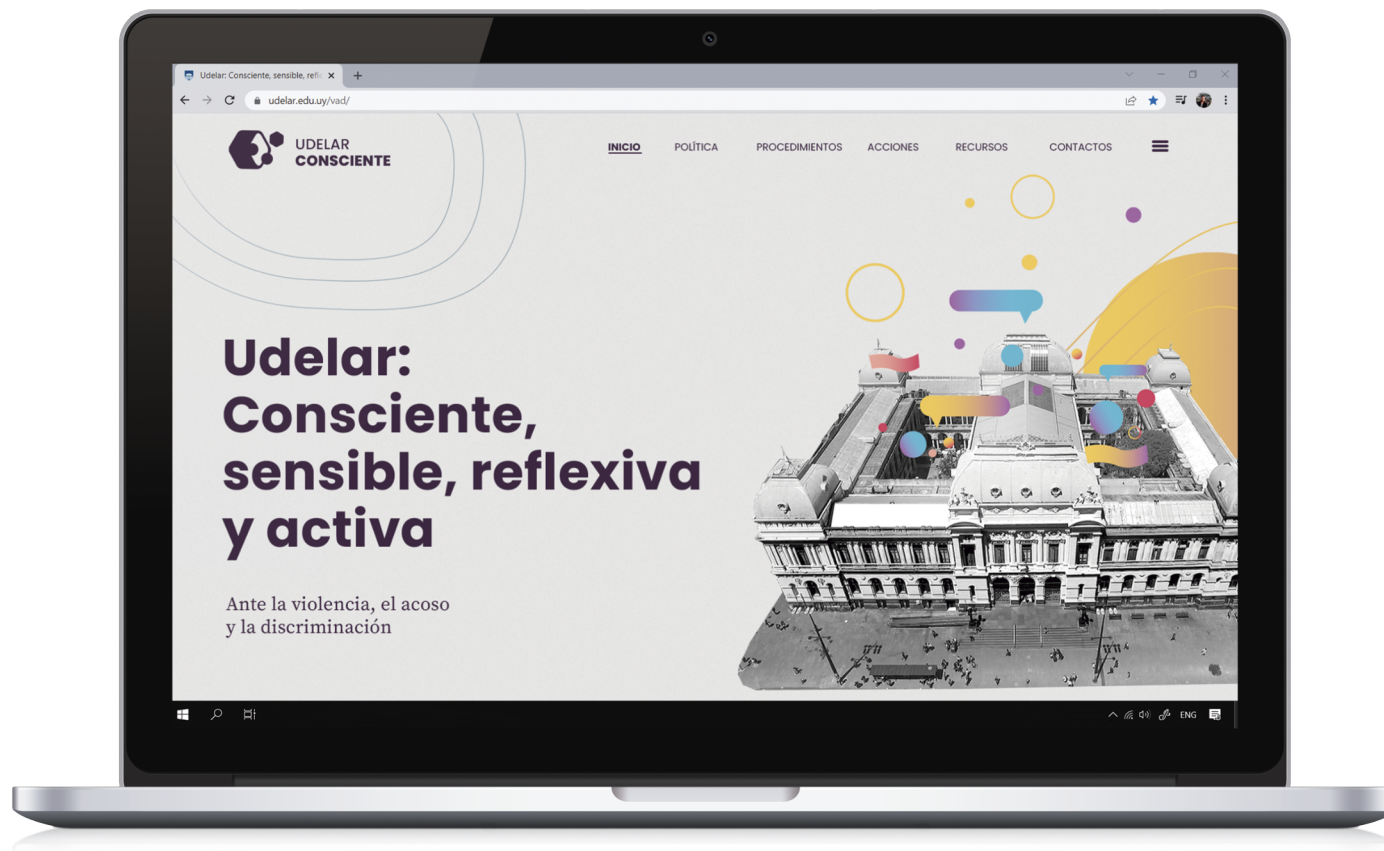 Udelar: Consciente, sensible, refle
udelar.edu.uy/vad/
UDELAR
CONSCIENTE
INICIO
POLÍTICA
PROCEDIMIENTOS
ACCIONES
RECURSOS
CONTACTOS
Udelar:
Consciente,
sensible, reflexiva
y activa
Ante la violencia, el acoso
y la discriminación
ENG